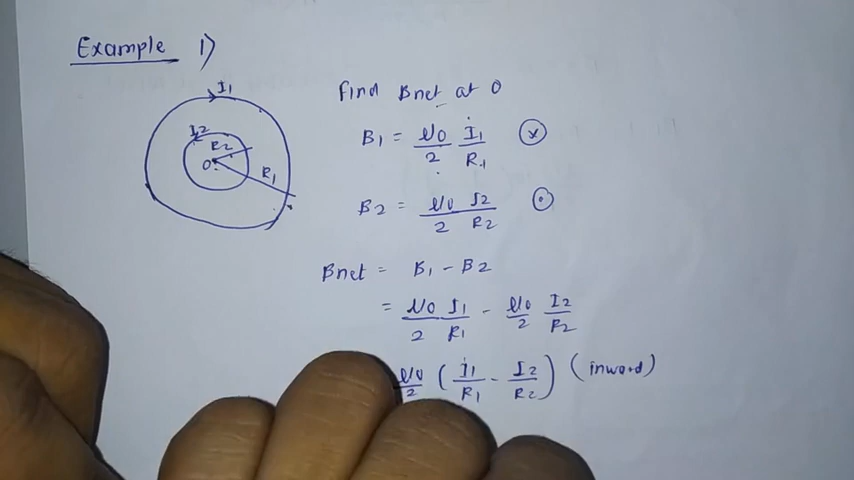 Example 1)
I1
I2
R2
O
R1
Find Bnet at O
B1 = μ0/2 I1/R1 ⊗
B2 = μ0/2 I2/R2 ⊙
Bnet = B1 - B2
= μ0/2 I1/R1 - μ0/2 I2/R2
μ0/2 ( I1/R1 - I2/R2 ) (inward)